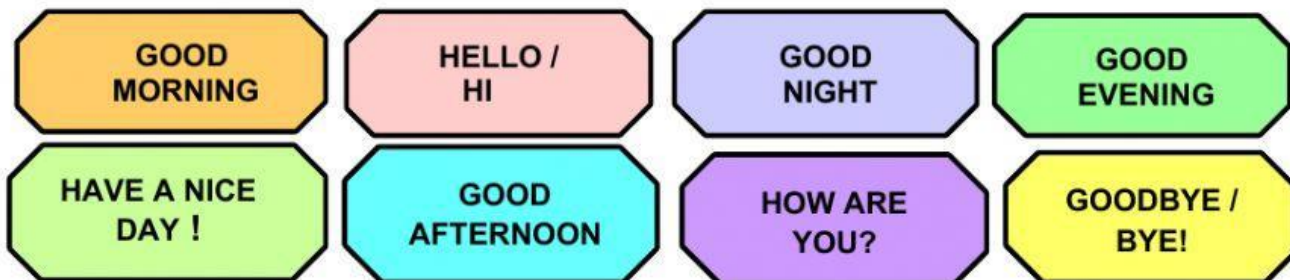 GOOD
MORNING
HELLO /
HI
GOOD
NIGHT
GOOD
EVENING
HAVE A NICE
DAY !
GOOD
AFTERNOON
HOW ARE
YOU?
GOODBYE /
BYE!